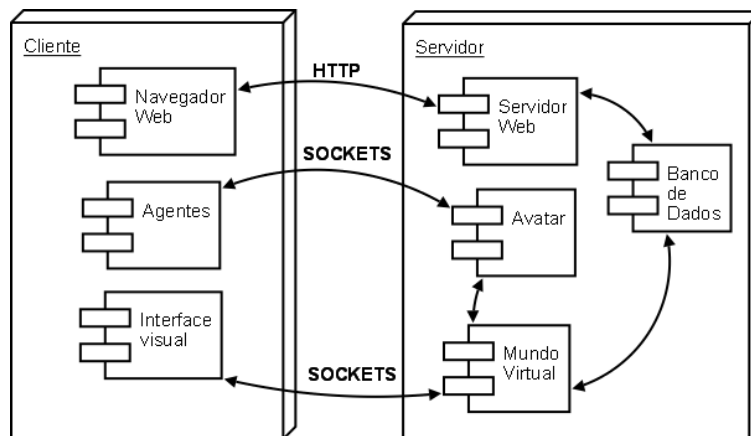 Cliente
Servidor
HTTP
Navegador
Web
Servidor
Web
SOCKETS
Banco
de
Dados
Agentes
Avatar
Interface
visual
SOCKETS
Mundo
Virtual